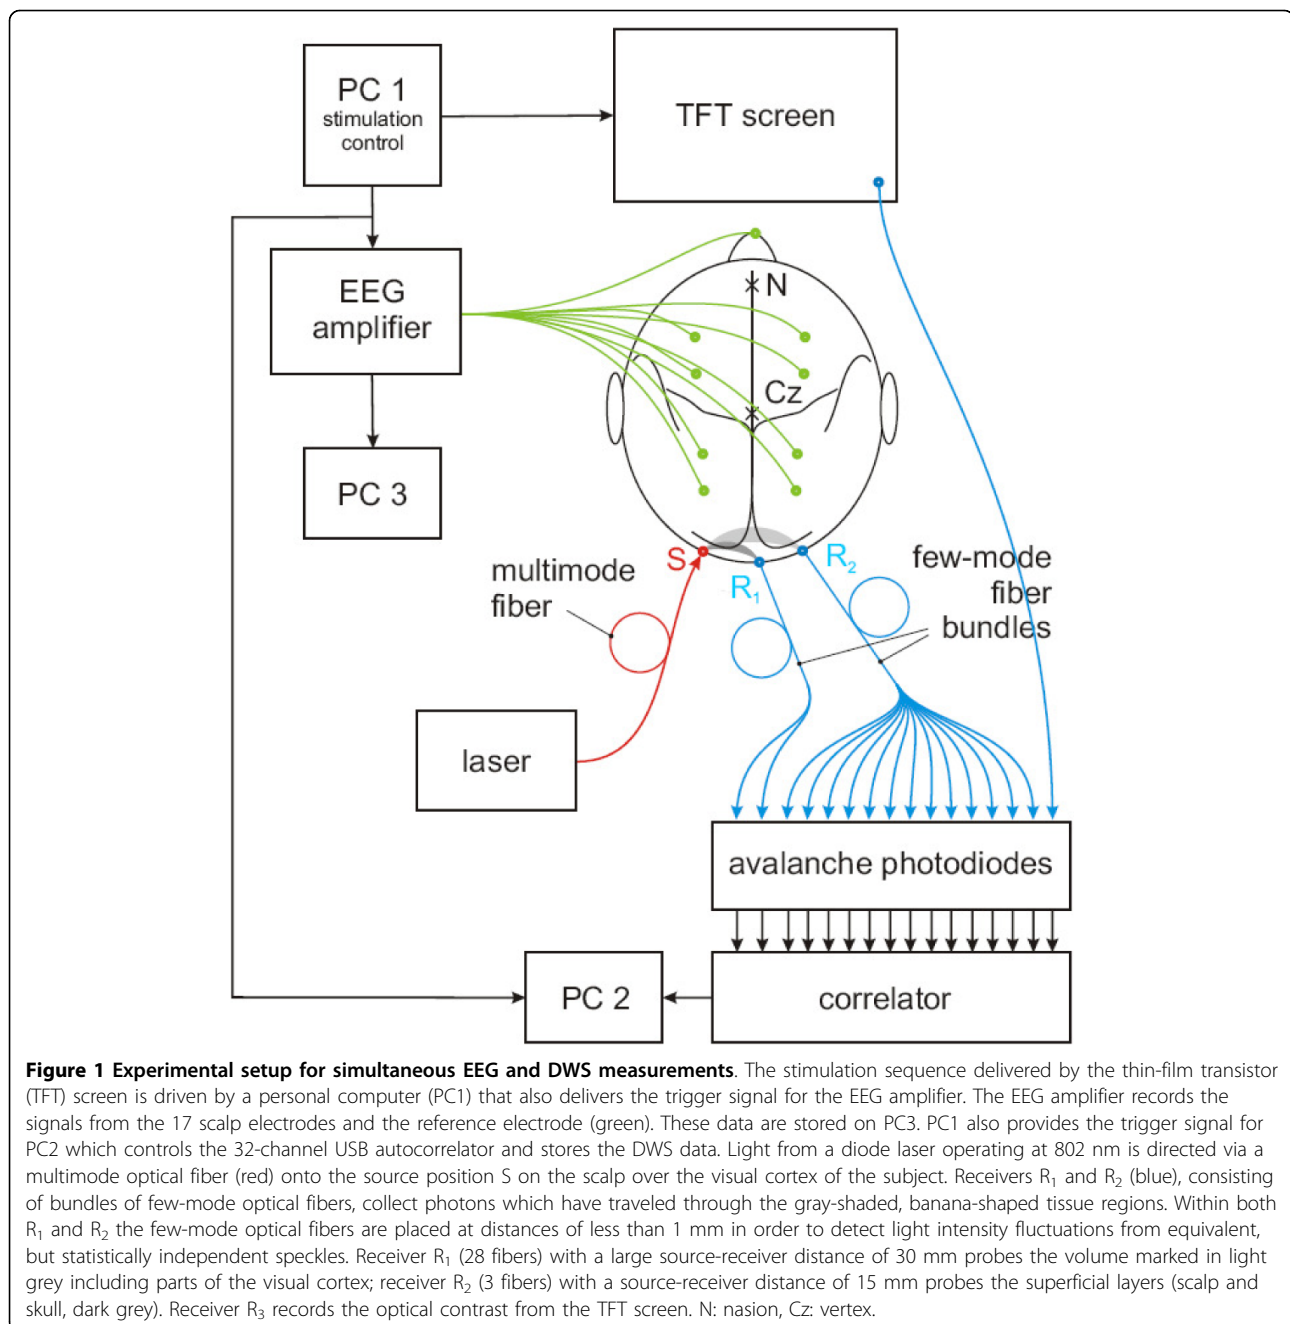 PC 1
stimulation
control
TFT screen
EEG
amplifier
N
Cz
PC 3
S
R1
R2
multimode
fiber
few-mode
fiber
bundles
laser
avalanche photodiodes
correlator
PC 2
Figure 1 Experimental setup for simultaneous EEG and DWS measurements. The stimulation sequence delivered by the thin-film transistor
(TFT) screen is driven by a personal computer (PC1) that also delivers the trigger signal for the EEG amplifier. The EEG amplifier records the
signals from the 17 scalp electrodes and the reference electrode (green). These data are stored on PC3. PC1 also provides the trigger signal for
PC2 which controls the 32-channel USB autocorrelator and stores the DWS data. Light from a diode laser operating at 802 nm is directed via a
multimode optical fiber (red) onto the source position S on the scalp over the visual cortex of the subject. Receivers R1 and R2 (blue), consisting
of bundles of few-mode optical fibers, collect photons which have traveled through the gray-shaded, banana-shaped tissue regions. Within both
R1 and R2 the few-mode optical fibers are placed at distances of less than 1 mm in order to detect light intensity fluctuations from equivalent,
but statistically independent speckles. Receiver R1 (28 fibers) with a large source-receiver distance of 30 mm probes the volume marked in light
grey including parts of the visual cortex; receiver R2 (3 fibers) with a source-receiver distance of 15 mm probes the superficial layers (scalp and
skull, dark grey). Receiver R3 records the optical contrast from the TFT screen. N: nasion, Cz: vertex.